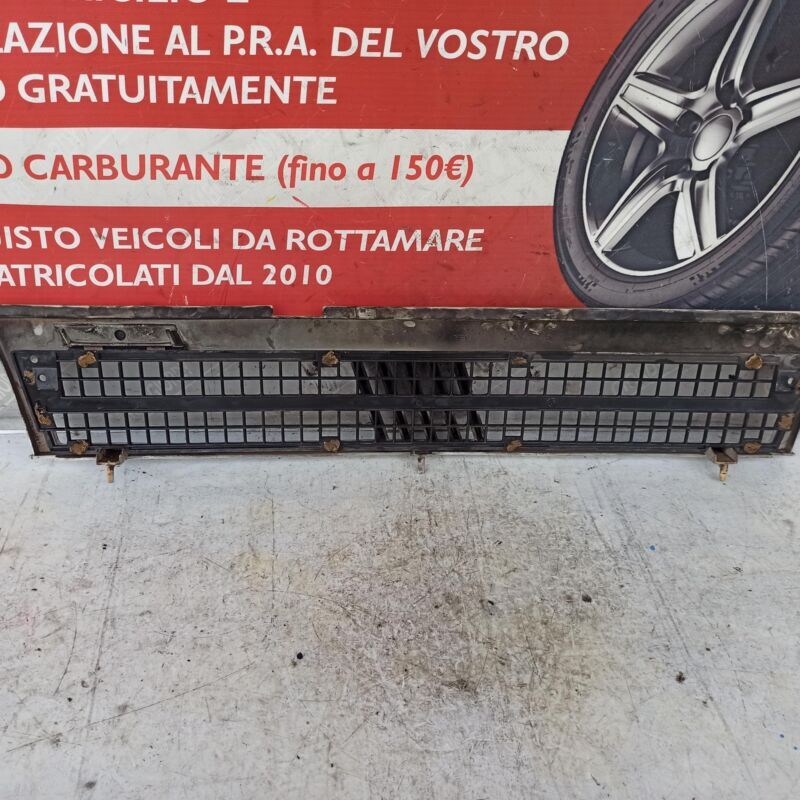 LAZIONE AL P.R.A. DEL VOSTRO
O GRATUITAMENTE
O CARBURANTE (fino a 150€)
ISTO VEICOLI DA ROTTAMARE
ATRICOLATI DAL 2010